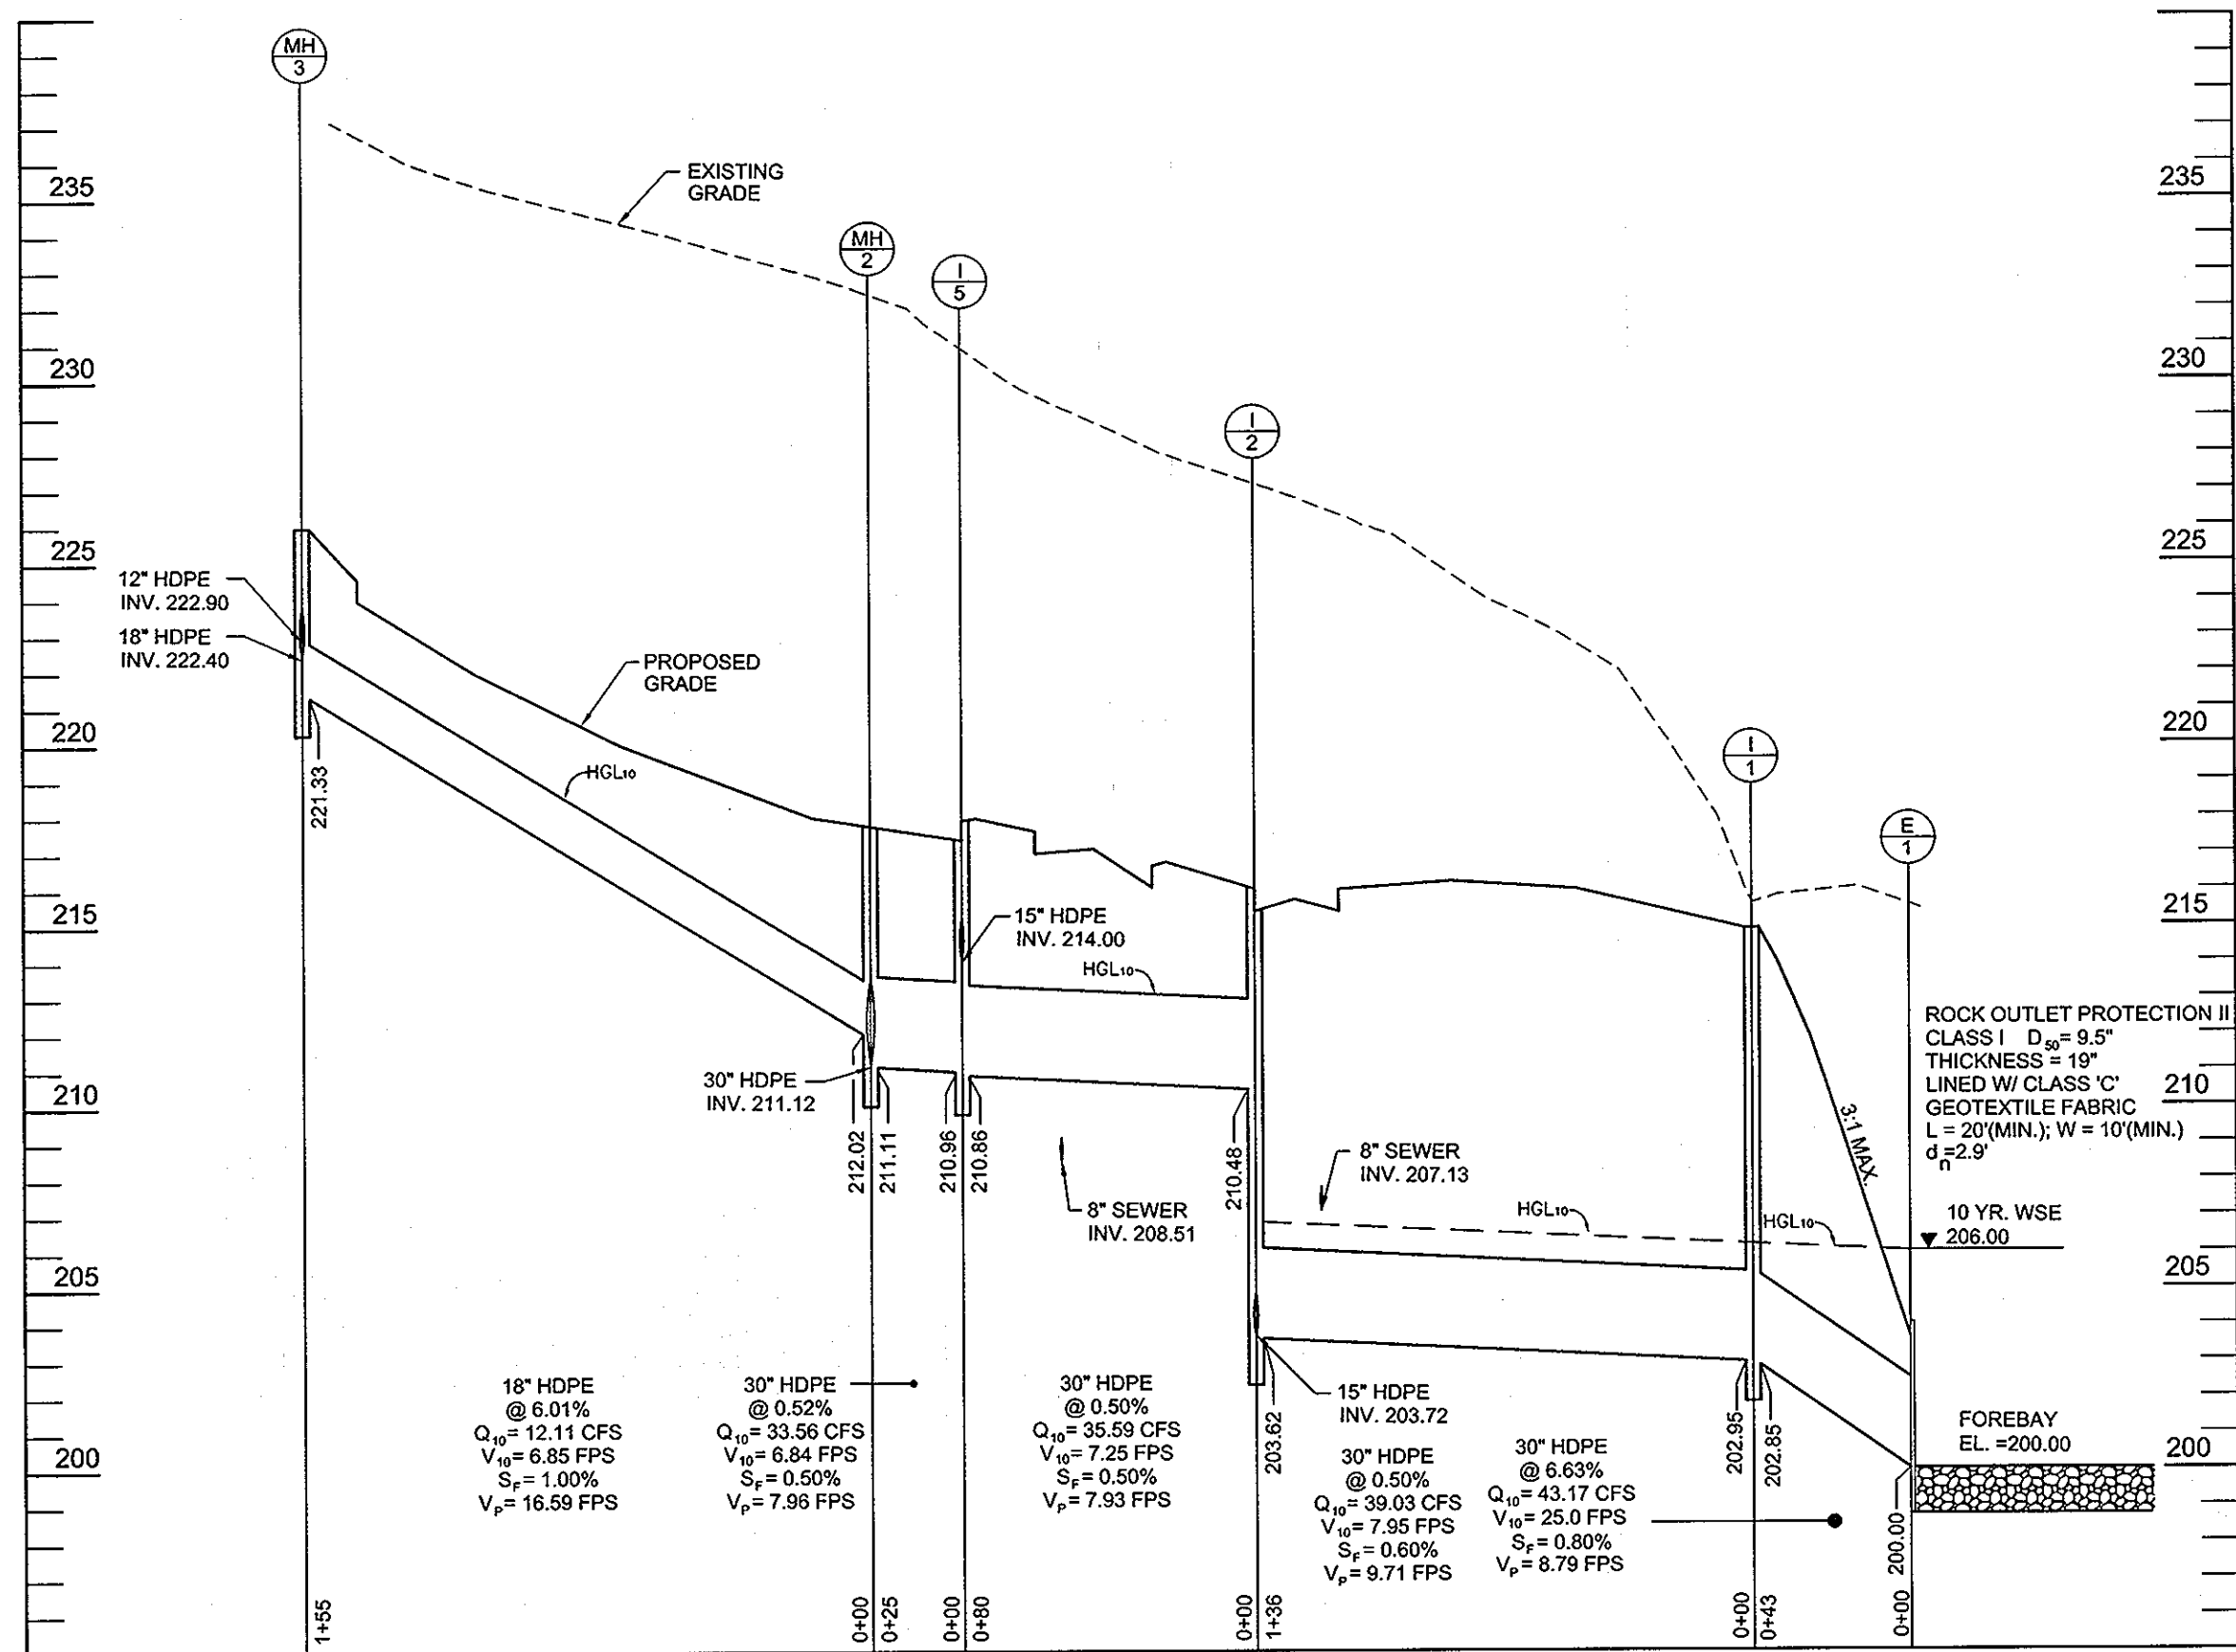 MH
3
MH
2
I
5
I
2
I
1
E
1
EXISTING
GRADE
235
235
230
230
225
225
220
220
215
215
210
210
205
205
200
200
12" HDPE
INV. 222.90
18" HDPE
INV. 222.40
PROPOSED
GRADE
HGL10
221.33
15" HDPE
INV. 214.00
HGL10
30" HDPE
INV. 211.12
212.02
211.11
210.96
210.86
210.48
8" SEWER
INV. 208.51
8" SEWER
INV. 207.13
HGL10
HGL10
3:1 MAX.
ROCK OUTLET PROTECTION II
CLASS I D50= 9.5"
THICKNESS = 19"
LINED W/ CLASS 'C'
GEOTEXTILE FABRIC
L = 20'(MIN.); W = 10'(MIN.)
dn=2.9'
10 YR. WSE
206.00
18" HDPE
@ 6.01%
Q10= 12.11 CFS
V10= 6.85 FPS
SF= 1.00%
VP= 16.59 FPS
30" HDPE
@ 0.52%
Q10= 33.56 CFS
V10= 6.84 FPS
SF= 0.50%
VP= 7.96 FPS
30" HDPE
@ 0.50%
Q10= 35.59 CFS
V10= 7.25 FPS
SF= 0.50%
VP= 7.93 FPS
203.62
15" HDPE
INV. 203.72
30" HDPE
@ 0.50%
Q10= 39.03 CFS
V10= 7.95 FPS
SF= 0.60%
VP= 9.71 FPS
30" HDPE
@ 6.63%
Q10= 43.17 CFS
V10= 25.0 FPS
SF= 0.80%
VP= 8.79 FPS
202.95
202.85
FOREBAY
EL. =200.00
200.00
1+55
0+00
0+25
0+00
0+80
0+00
1+36
0+00
0+43
0+00